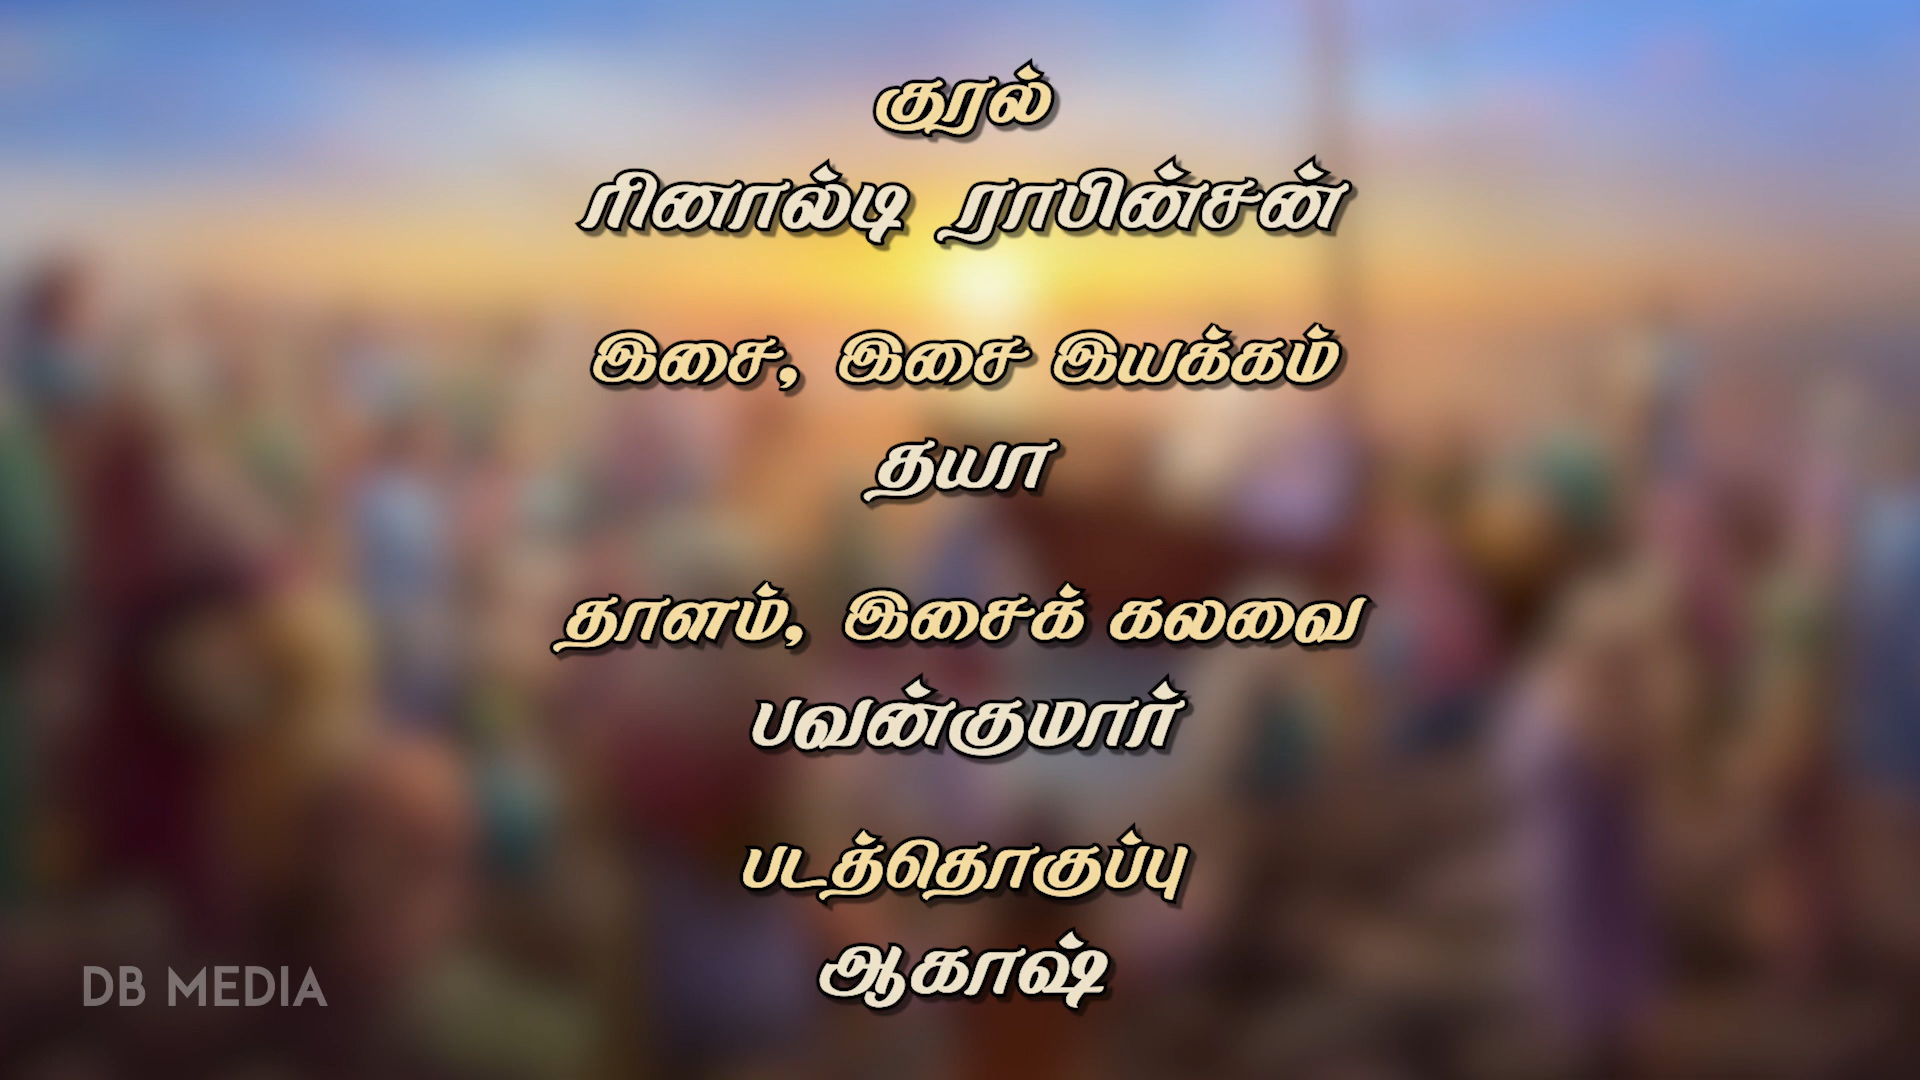 குரல்
ரினால்டி ராபின்சன்
இசை, இசை இயக்கம்
தயா
தாளம், இசைக் கலவை
பவன்குமார்
படத்தொகுப்பு
ஆகாஷ்
DB MEDIA